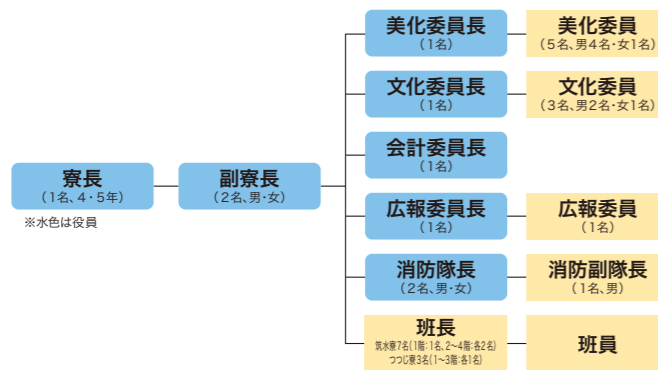 美化委員長
（1名）
美化委員
（5名、男4名・女1名）
文化委員長
（1名）
文化委員
（3名、男2名・女1名）
会計委員長
（1名）
寮長
（1名、4・5年）
副寮長
（2名、男・女）
※水色は役員
広報委員長
（1名）
広報委員
（1名）
消防隊長
（2名、男・女）
消防副隊長
（1名、男）
班長
筑水寮7名（1階：1名、2〜4階：各2名）
つつじ寮3名（1〜3階：各1名）
班員